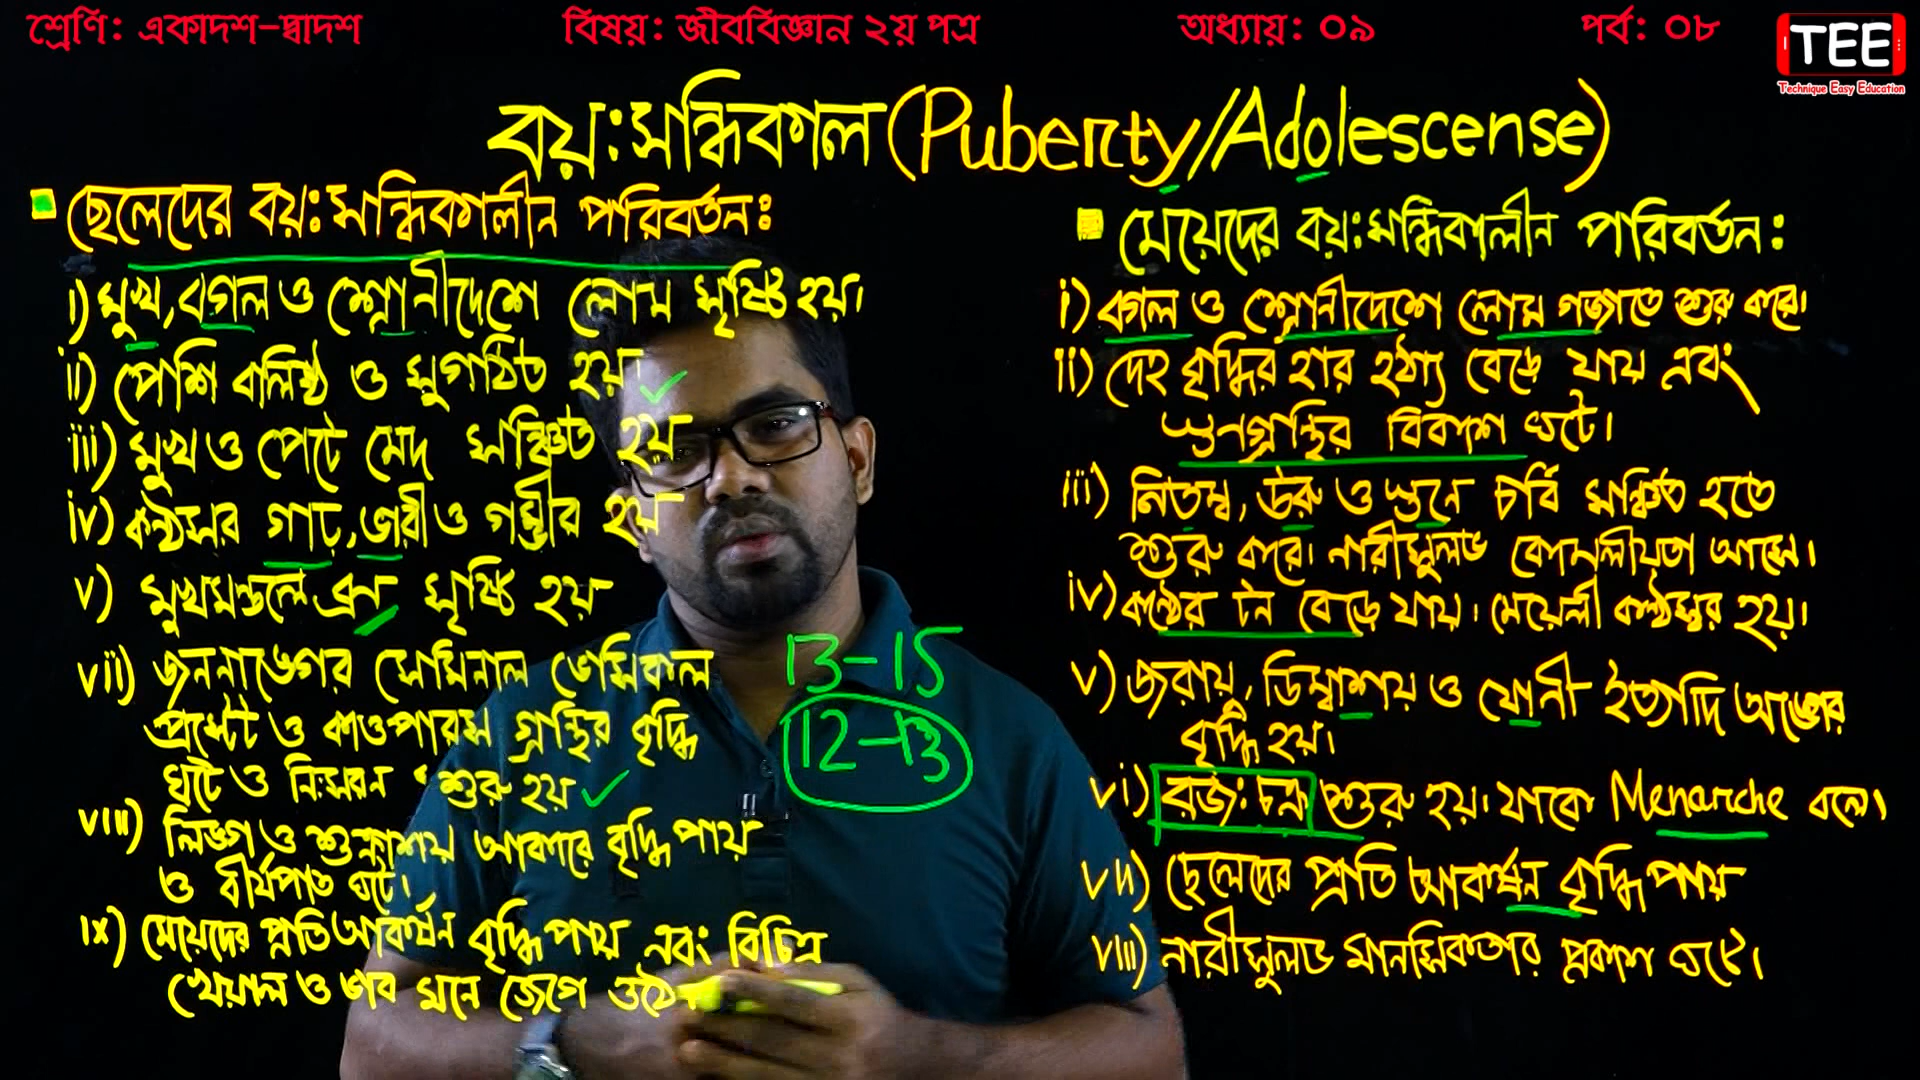 শ্রেণি: একাদশ-দ্বাদশ
বিষয়: জীববিজ্ঞান ২য় পত্র
অধ্যায়: ০৯
পর্ব: ০৮
TEE
Technique Easy Education
বয়ঃসন্ধিকাল (Puberty/Adolescense)
ছেলেদের বয়ঃসন্ধিকালীন পরিবর্তন:
i) মুখ, বগল ও শ্রোনীদেশে লোম সৃষ্টি হয়।
ii) পেশি বলিষ্ঠ ও সুগঠিত হয়
iii) মুখ ও পেটে মেদ সঞ্চিত হয়
iv) কন্ঠস্বর গাঢ়, ভারী ও গম্ভীর হয়
v) মুখমন্ডলে ব্রন সৃষ্টি হয়
vii) জননাঙ্গের সেমিনাল ভেসিকল
প্রস্টেট ও কাওপারস গ্রন্থির বৃদ্ধি
ঘটে ও নিঃসরন শুরু হয়
viii) লিঙ্গ ও শুক্রাশয় আকারে বৃদ্ধি পায়
ও বীর্যপাত ঘটে।
ix) মেয়েদের প্রতি আকর্ষন বৃদ্ধি পায় এবং বিচিত্র
খেয়াল ও ভাব মনে জেগে উঠে
13-15
12-13
মেয়েদের বয়ঃসন্ধিকালীন পরিবর্তন:
i) বগল ও শ্রোনীদেশে লোম গজাতে শুরু করে।
ii) দেহ বৃদ্ধির হার হঠাৎ বেড়ে যায় এবং
স্তনগ্রন্থির বিকাশ ঘটে।
iii) নিতম্ব, উরু ও স্তনে চর্বি সঞ্চিত হতে
শুরু করে। নারীসুলভ কোমলীয়তা আসে।
iv) কন্ঠের টন বেড়ে যায়। মেয়েলী কন্ঠস্বর হয়।
v) জরায়ু, ডিম্বাশয় ও যোনী ইত্যাদি অঙ্গের
বৃদ্ধি হয়।
vi) রজঃচক্র শুরু হয়। যাকে Menarche বলে।
vii) ছেলেদের প্রতি আকর্ষন বৃদ্ধি পায়
viii) নারীসুলভ মানসিকতার প্রকাশ ঘটে।